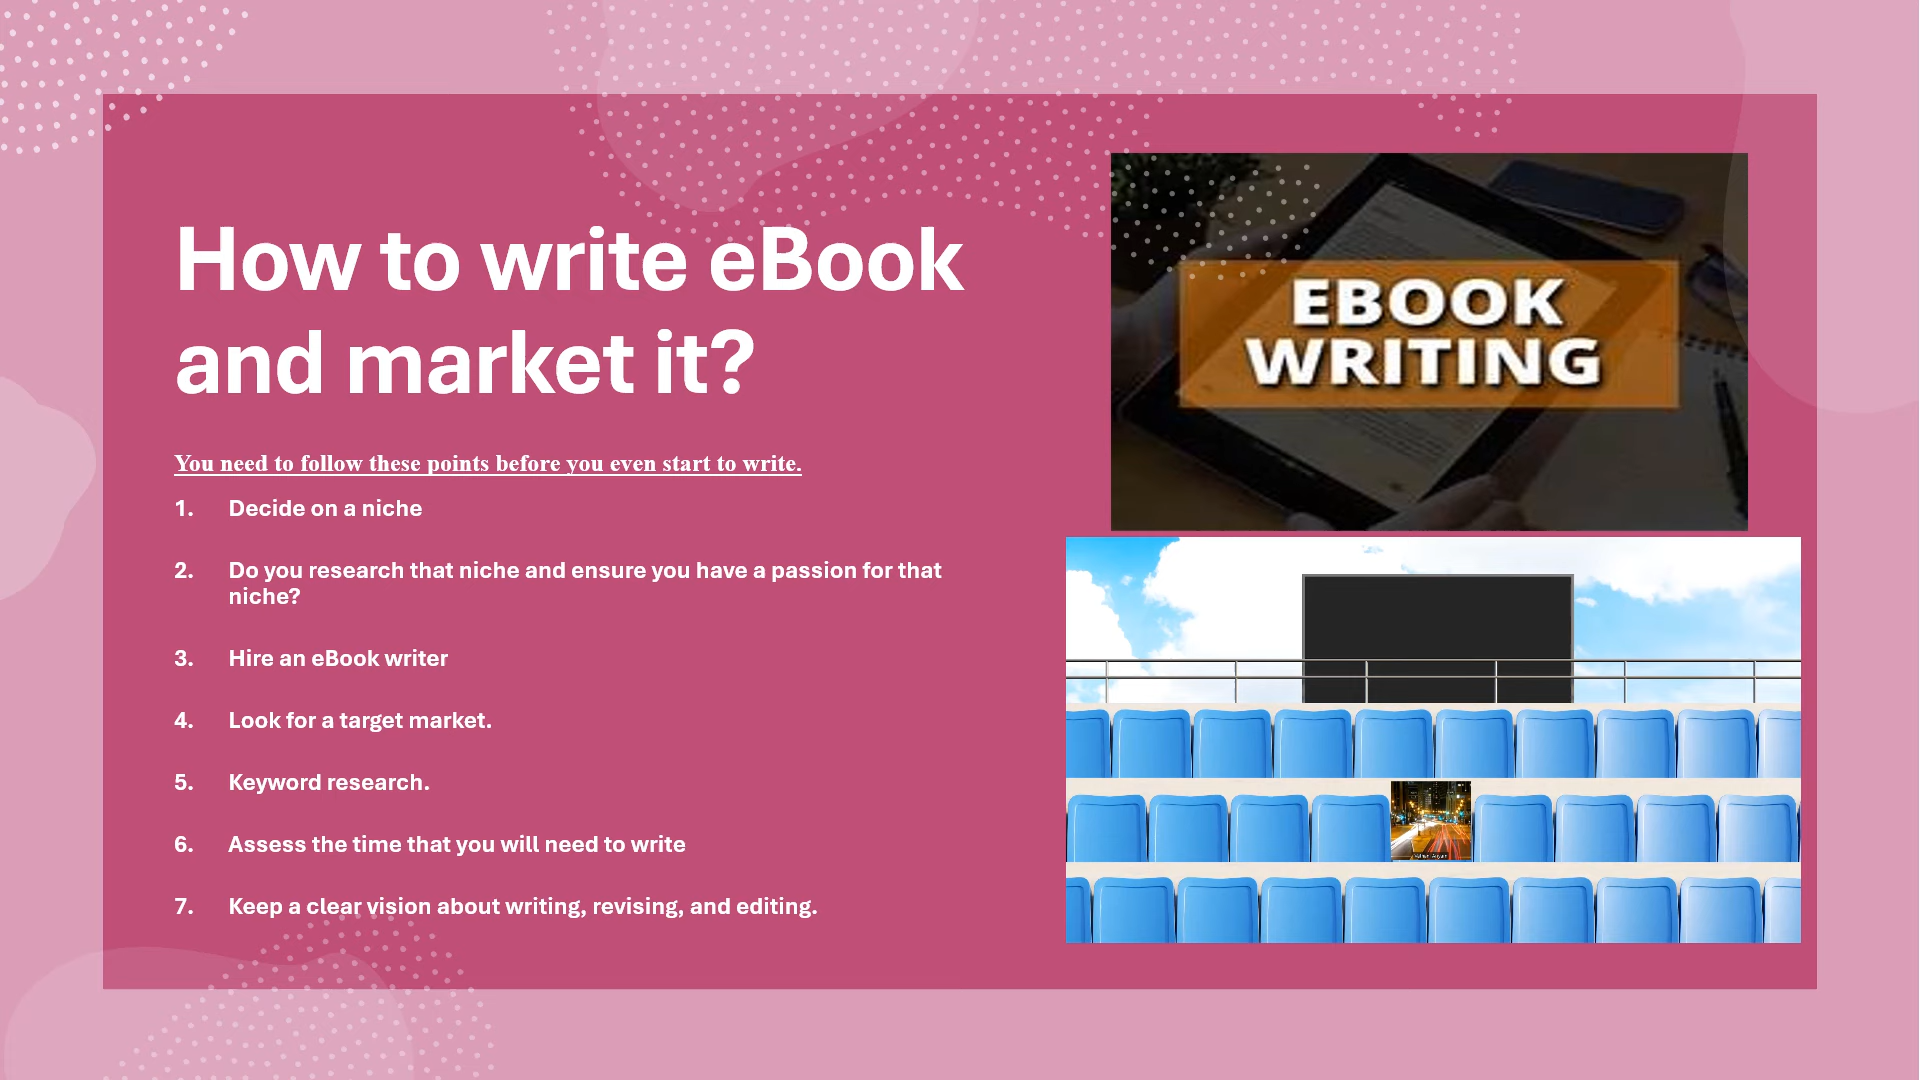 How to write eBook
and market it?
You need to follow these points before you even start to write.
1. Decide on a niche
2. Do you research that niche and ensure you have a passion for that
niche?
3. Hire an eBook writer
4. Look for a target market.
5. Keyword research.
6. Assess the time that you will need to write
7. Keep a clear vision about writing, revising, and editing.
EBOOK
WRITING